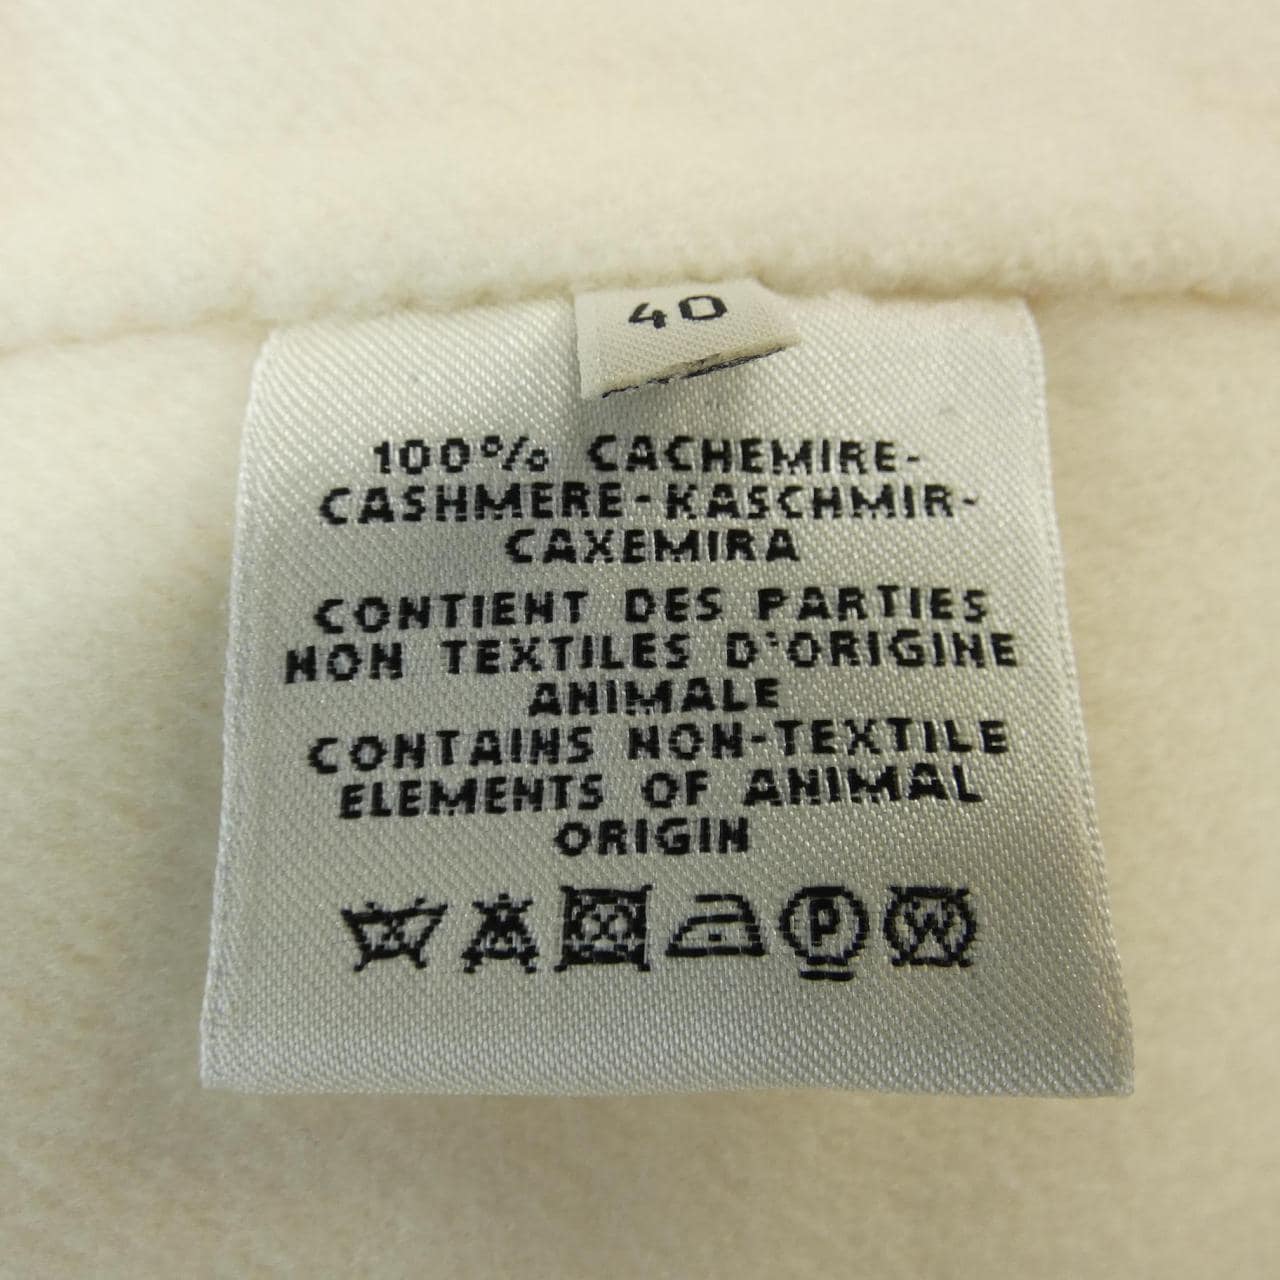 40
100% CACHEMIRE-
CASHMERE-KASCHMIR-
CAXEMIRA
CONTIENT DES PARTIES
NON TEXTILES D'ORIGINE
ANIMALE
CONTAINS NON-TEXTILE
ELEMENTS OF ANIMAL
ORIGIN
P W